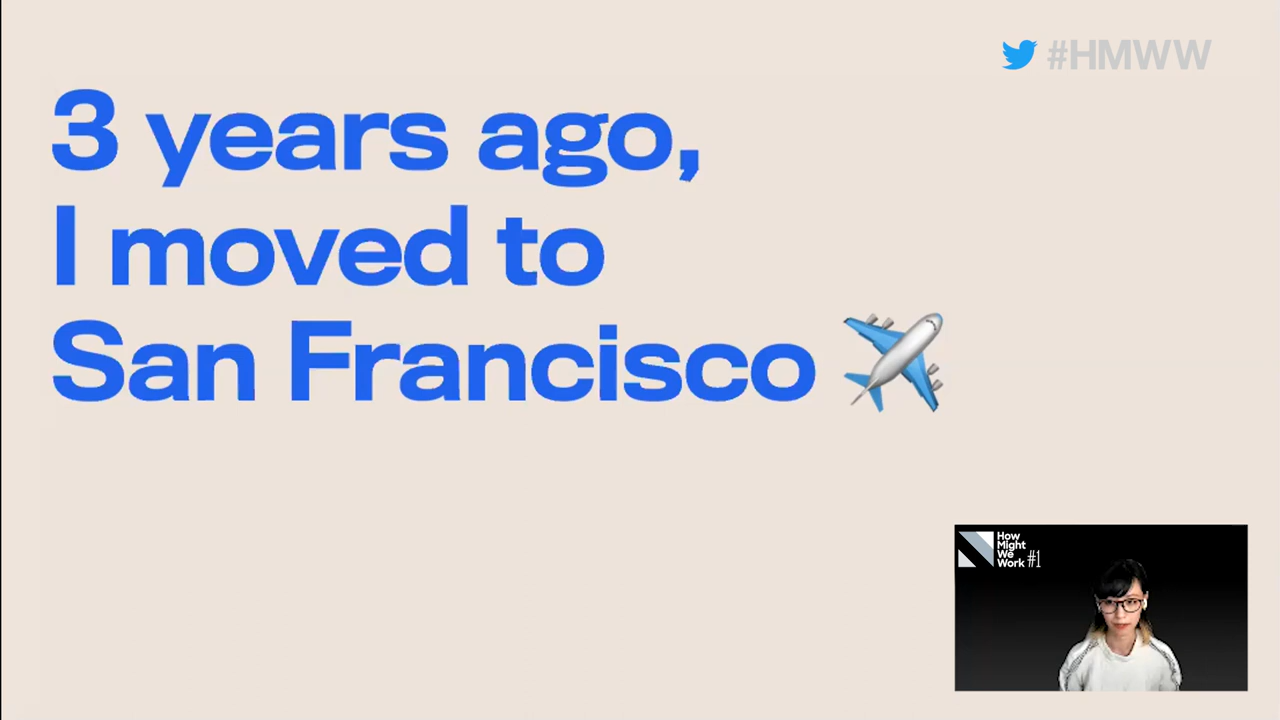 #HMWW
3 years ago,
I moved to
San Francisco
How
Might
We
Work #1